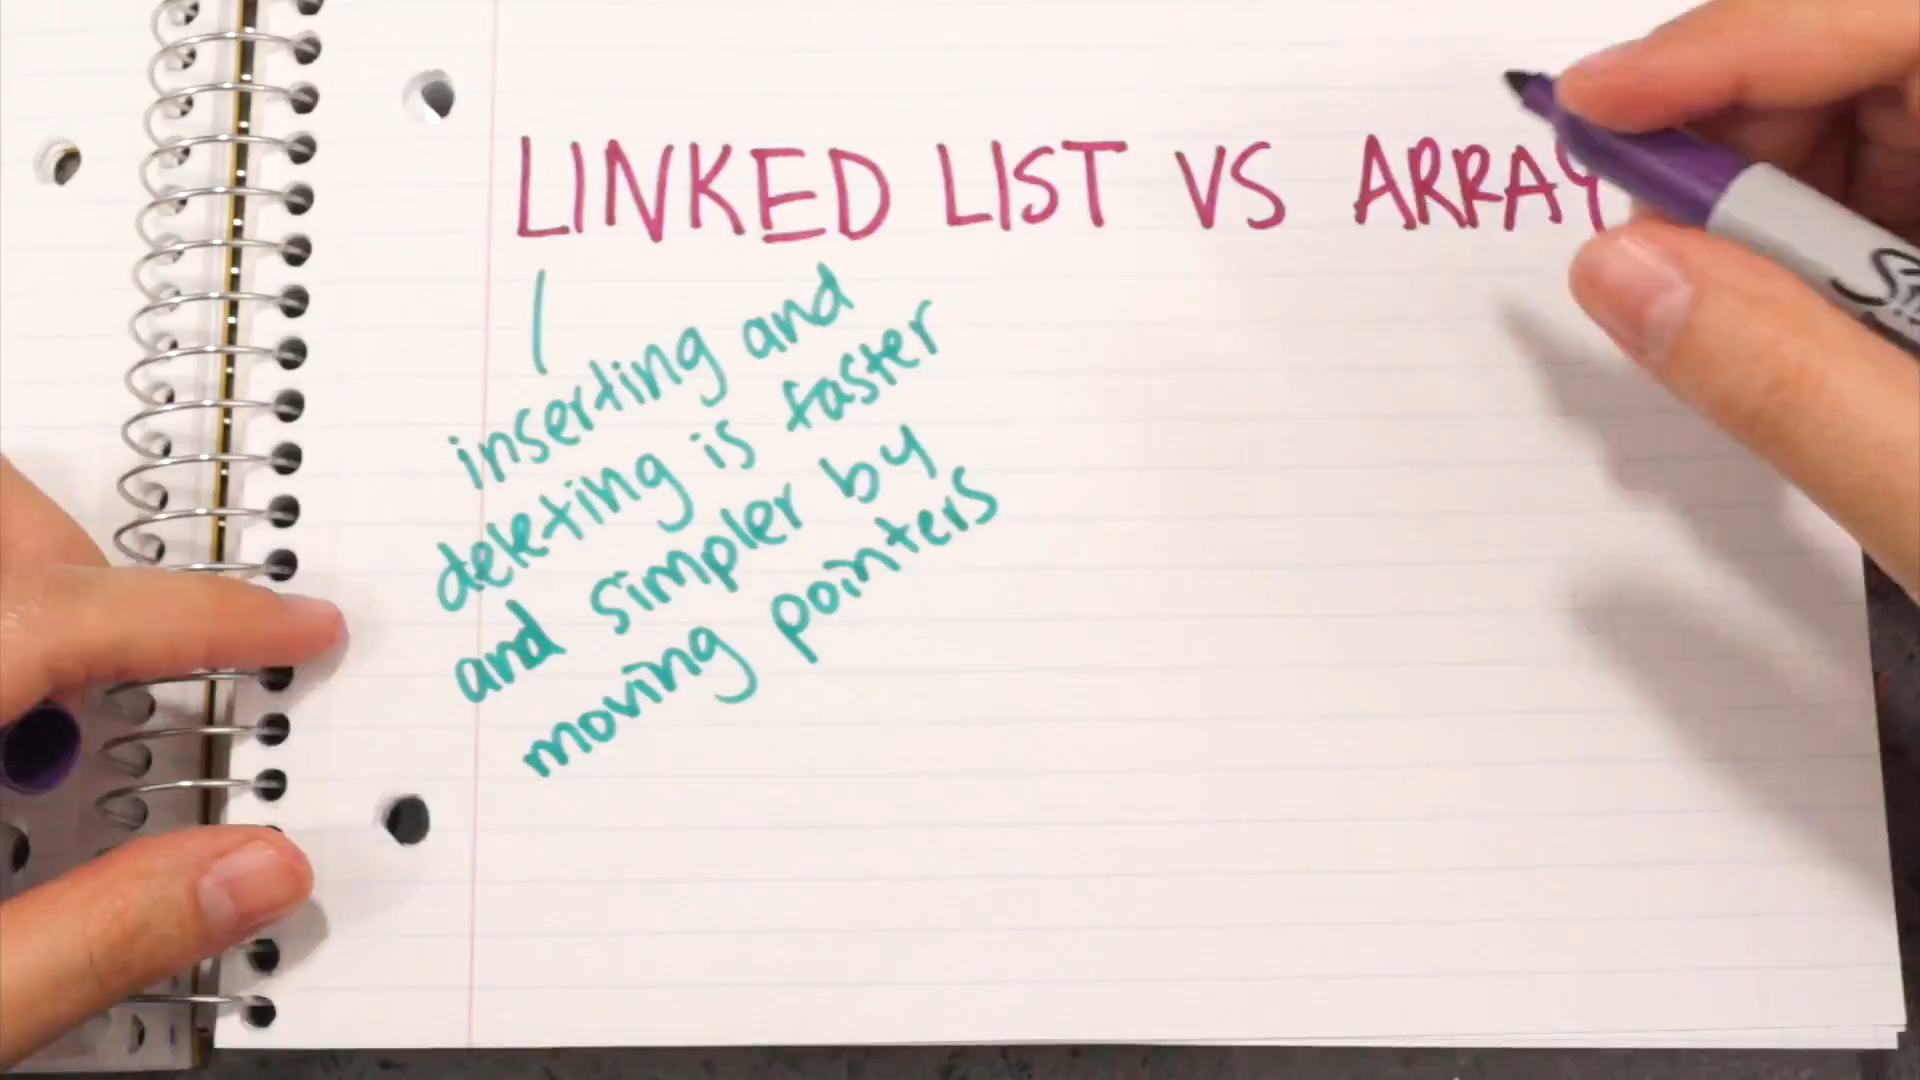 LINKED LIST VS ARRAY
inserting and
deleting is faster
and simpler by
moving pointers